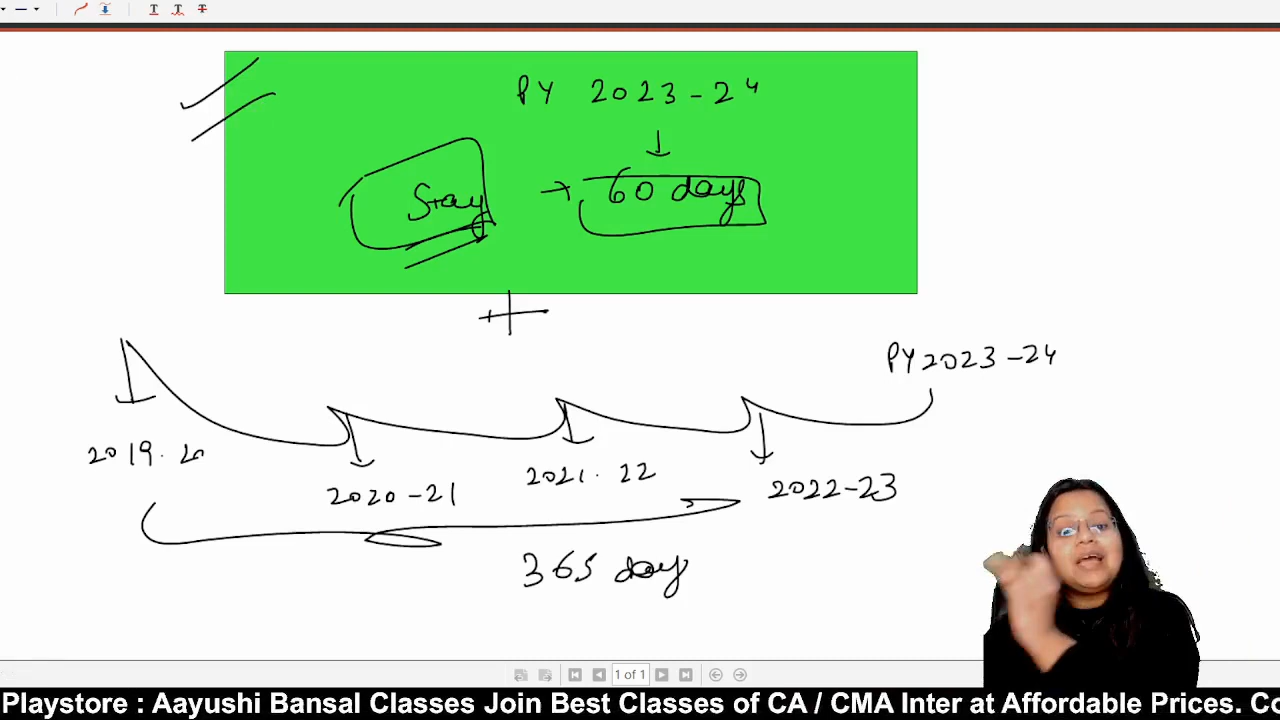 PY 2023-24
Stay → 60 days
+
PY 2023-24
2019-20
2020-21
2021-22
2022-23
365 day
1 of 1
Playstore : Aayushi Bansal Classes Join Best Classes of CA / CMA Inter at Affordable Prices. Co